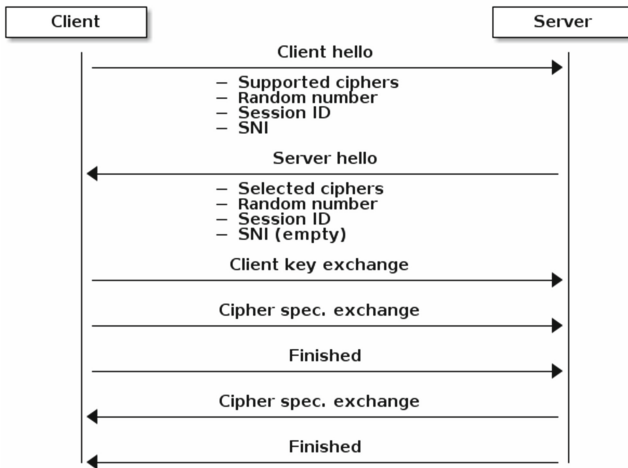 Client
Server
Client hello
– Supported ciphers
– Random number
– Session ID
– SNI
Server hello
– Selected ciphers
– Random number
– Session ID
– SNI (empty)
Client key exchange
Cipher spec. exchange
Finished
Cipher spec. exchange
Finished